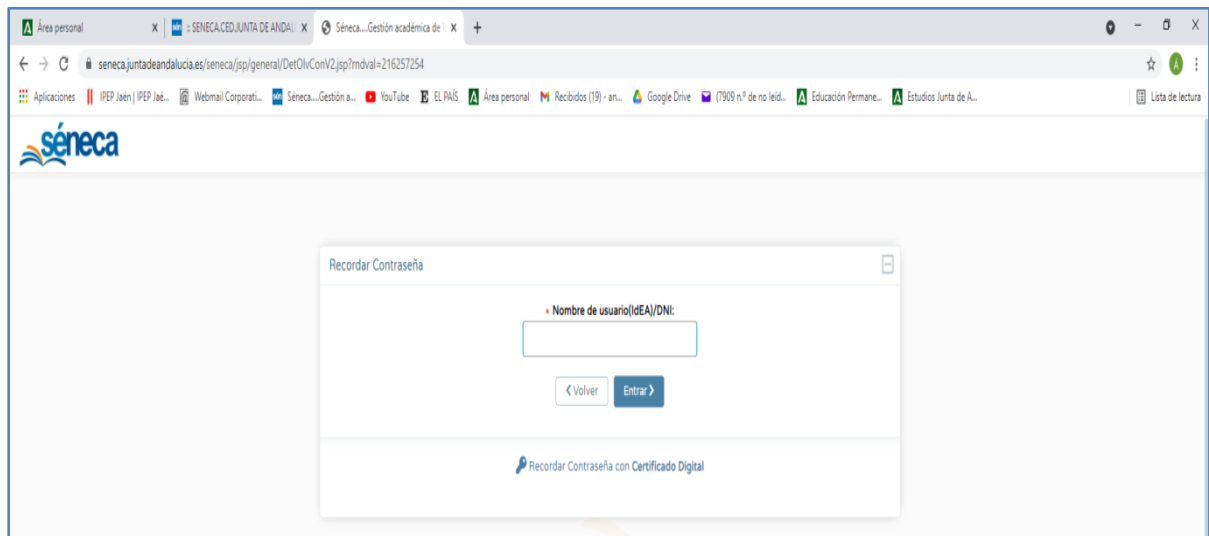 Área personal
:: SENECA.CED.JUNTA DE ANDAL
Séneca....Gestión académica de
seneca.juntadeandalucia.es/seneca/jsp/general/DetOlvConV2.jsp?rndval=216257254
A
Aplicaciones
IPEP Jaén | IPEP Jaé...
Webmail Corporati...
Séneca....Gestión a...
YouTube
EL PAÍS
Área personal
Recibidos (19) - an...
Google Drive
(7909 n.º de no leíd...
Educación Permane...
Estudios Junta de A...
Lista de lectura
séneca
Recordar Contraseña
* Nombre de usuario(IdEA)/DNI:
Volver
Entrar
Recordar Contraseña con Certificado Digital